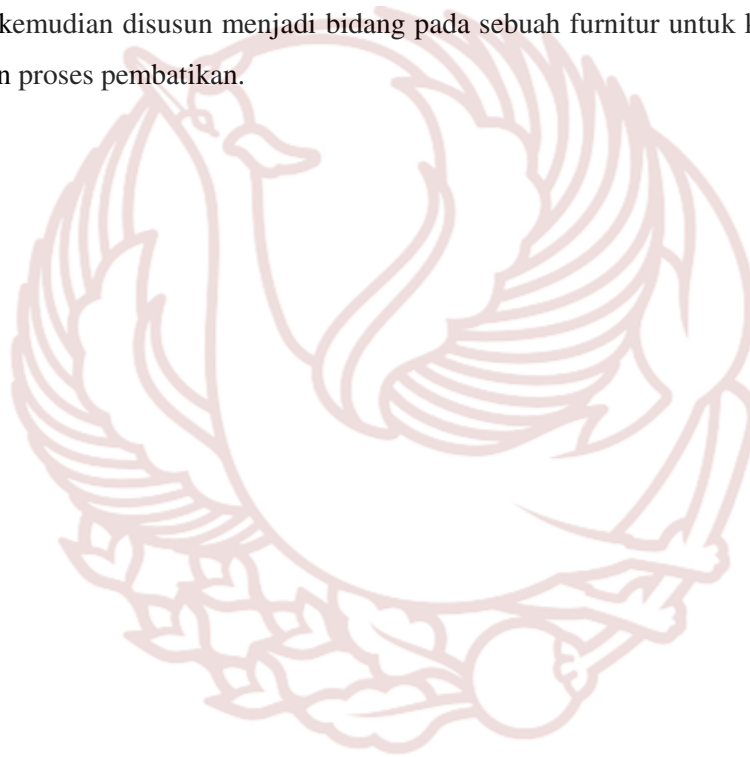 kemudian disusun menjadi bidang pada sebuah furnitur untuk
proses pembatikan.